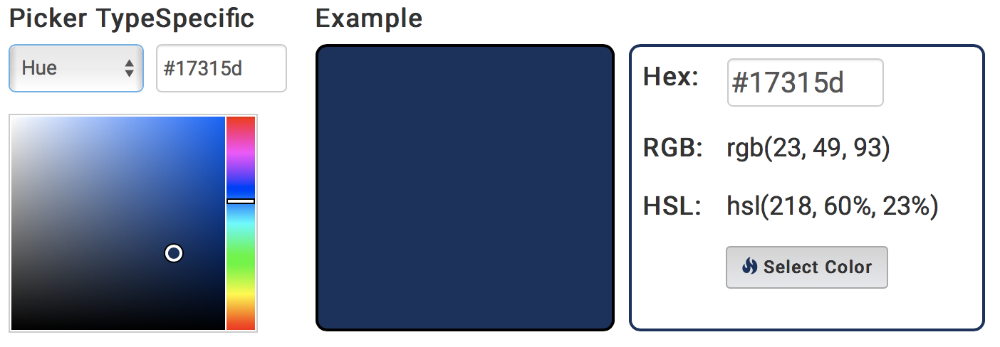 Picker TypeSpecific
Hue
#17315d
Example
Hex: #17315d
RGB: rgb(23, 49, 93)
HSL: hsl(218, 60%, 23%)
Select Color